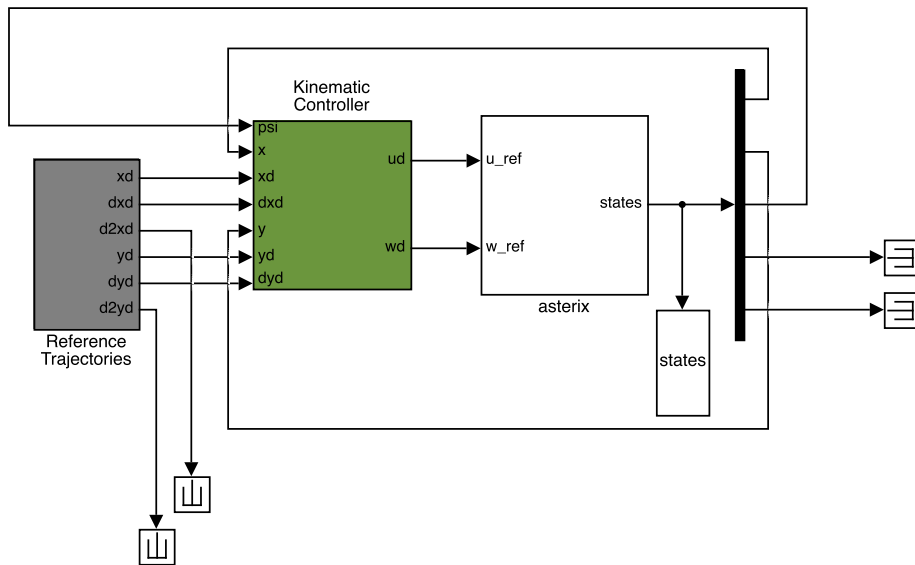 Kinematic
Controller
psi
x
xd
dxd
y
yd
dyd
ud
wd
xd
dxd
d2xd
yd
dyd
d2yd
Reference
Trajectories
u_ref
w_ref
states
asterix
states